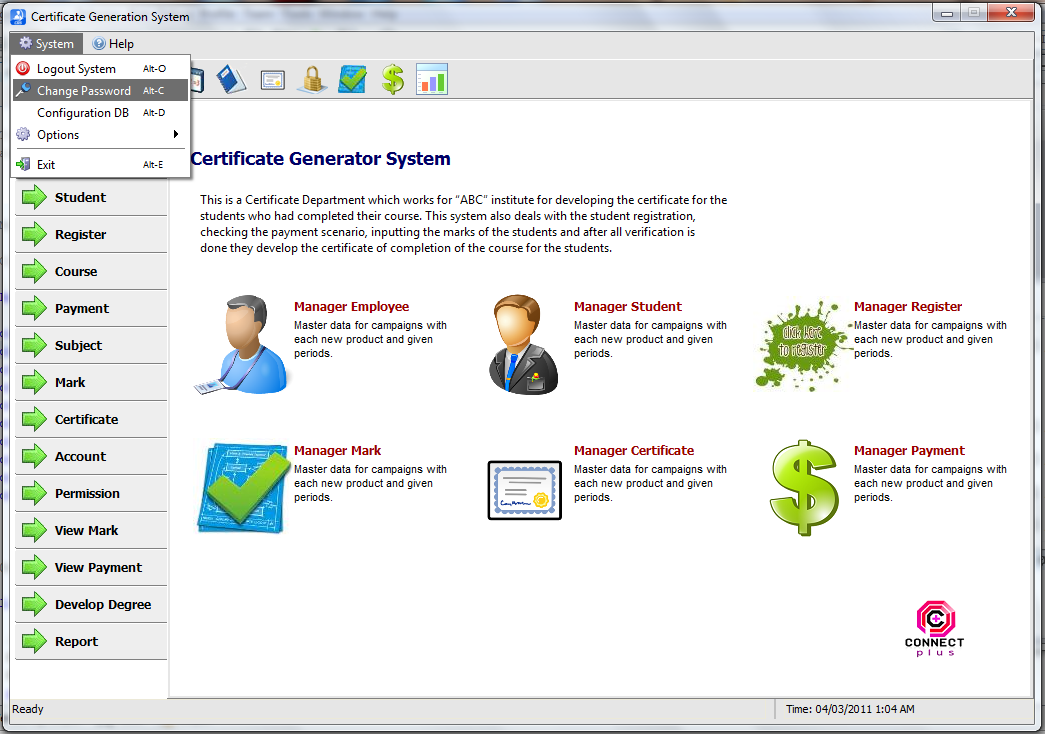 Certificate Generation System
System Help
Logout System Alt-O
Change Password Alt-C
Configuration DB Alt-D
Options
Exit Alt-E
Student
Register
Course
Payment
Subject
Mark
Certificate
Account
Permission
View Mark
View Payment
Develop Degree
Report
Certificate Generator System
This is a Certificate Department which works for “ABC” institute for developing the certificate for the
students who had completed their course. This system also deals with the student registration,
checking the payment scenario, inputting the marks of the students and after all verification is
done they develop the certificate of completion of the course for the students.
Manager Employee
Master data for campaigns with
each new product and given
periods.
Manager Student
Master data for campaigns with
each new product and given
periods.
click here
to register
Manager Register
Master data for campaigns with
each new product and given
periods.
Manager Mark
Master data for campaigns with
each new product and given
periods.
Manager Certificate
Master data for campaigns with
each new product and given
periods.
Manager Payment
Master data for campaigns with
each new product and given
periods.
CONNECT
plus
Ready
Time: 04/03/2011 1:04 AM